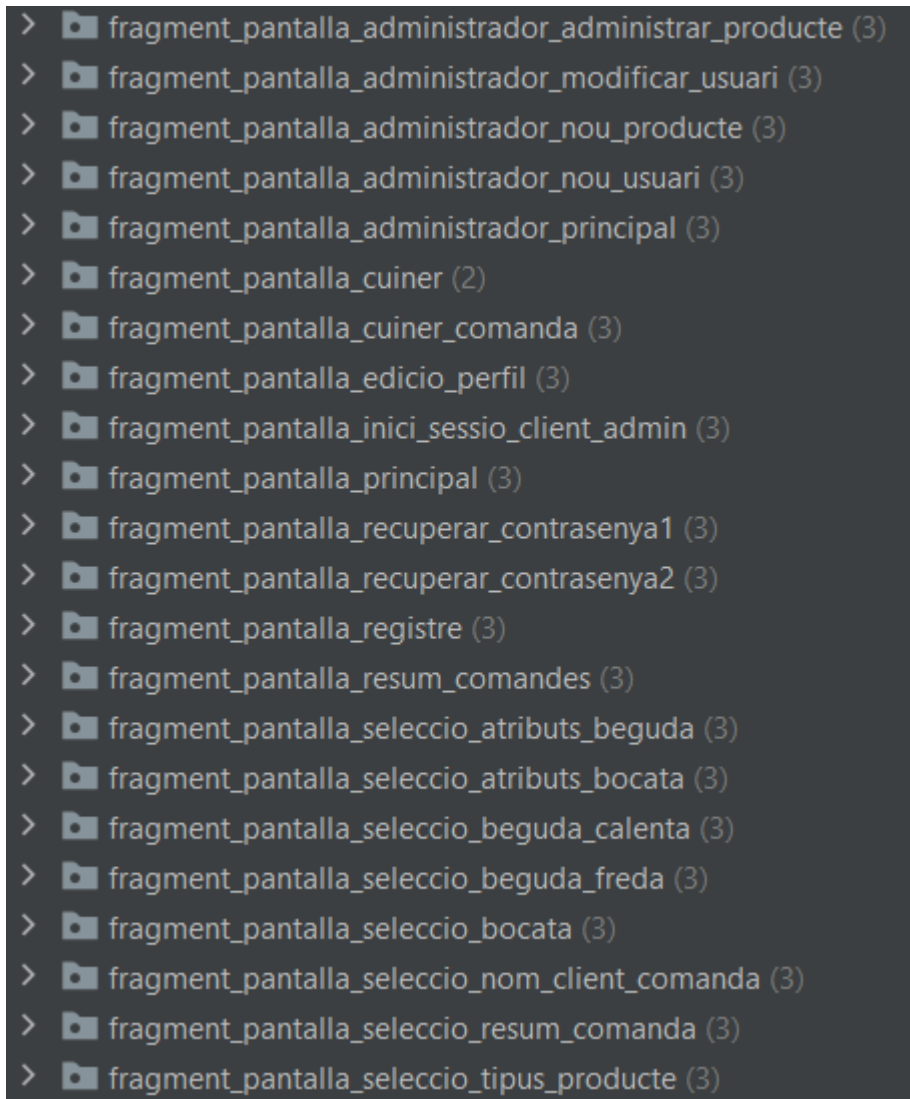 fragment_pantalla_administrador_administrar_producte (3)
fragment_pantalla_administrador_modificar_usuari (3)
fragment_pantalla_administrador_nou_producte (3)
fragment_pantalla_administrador_nou_usuari (3)
fragment_pantalla_administrador_principal (3)
fragment_pantalla_cuiner (2)
fragment_pantalla_cuiner_comanda (3)
fragment_pantalla_edicio_perfil (3)
fragment_pantalla_inici_sessio_client_admin (3)
fragment_pantalla_principal (3)
fragment_pantalla_recuperar_contrasenya1 (3)
fragment_pantalla_recuperar_contrasenya2 (3)
fragment_pantalla_registre (3)
fragment_pantalla_resum_comandes (3)
fragment_pantalla_seleccio_atributs_beguda (3)
fragment_pantalla_seleccio_atributs_bocata (3)
fragment_pantalla_seleccio_beguda_calenta (3)
fragment_pantalla_seleccio_beguda_freda (3)
fragment_pantalla_seleccio_bocata (3)
fragment_pantalla_seleccio_nom_client_comanda (3)
fragment_pantalla_seleccio_resum_comanda (3)
fragment_pantalla_seleccio_tipus_producte (3)